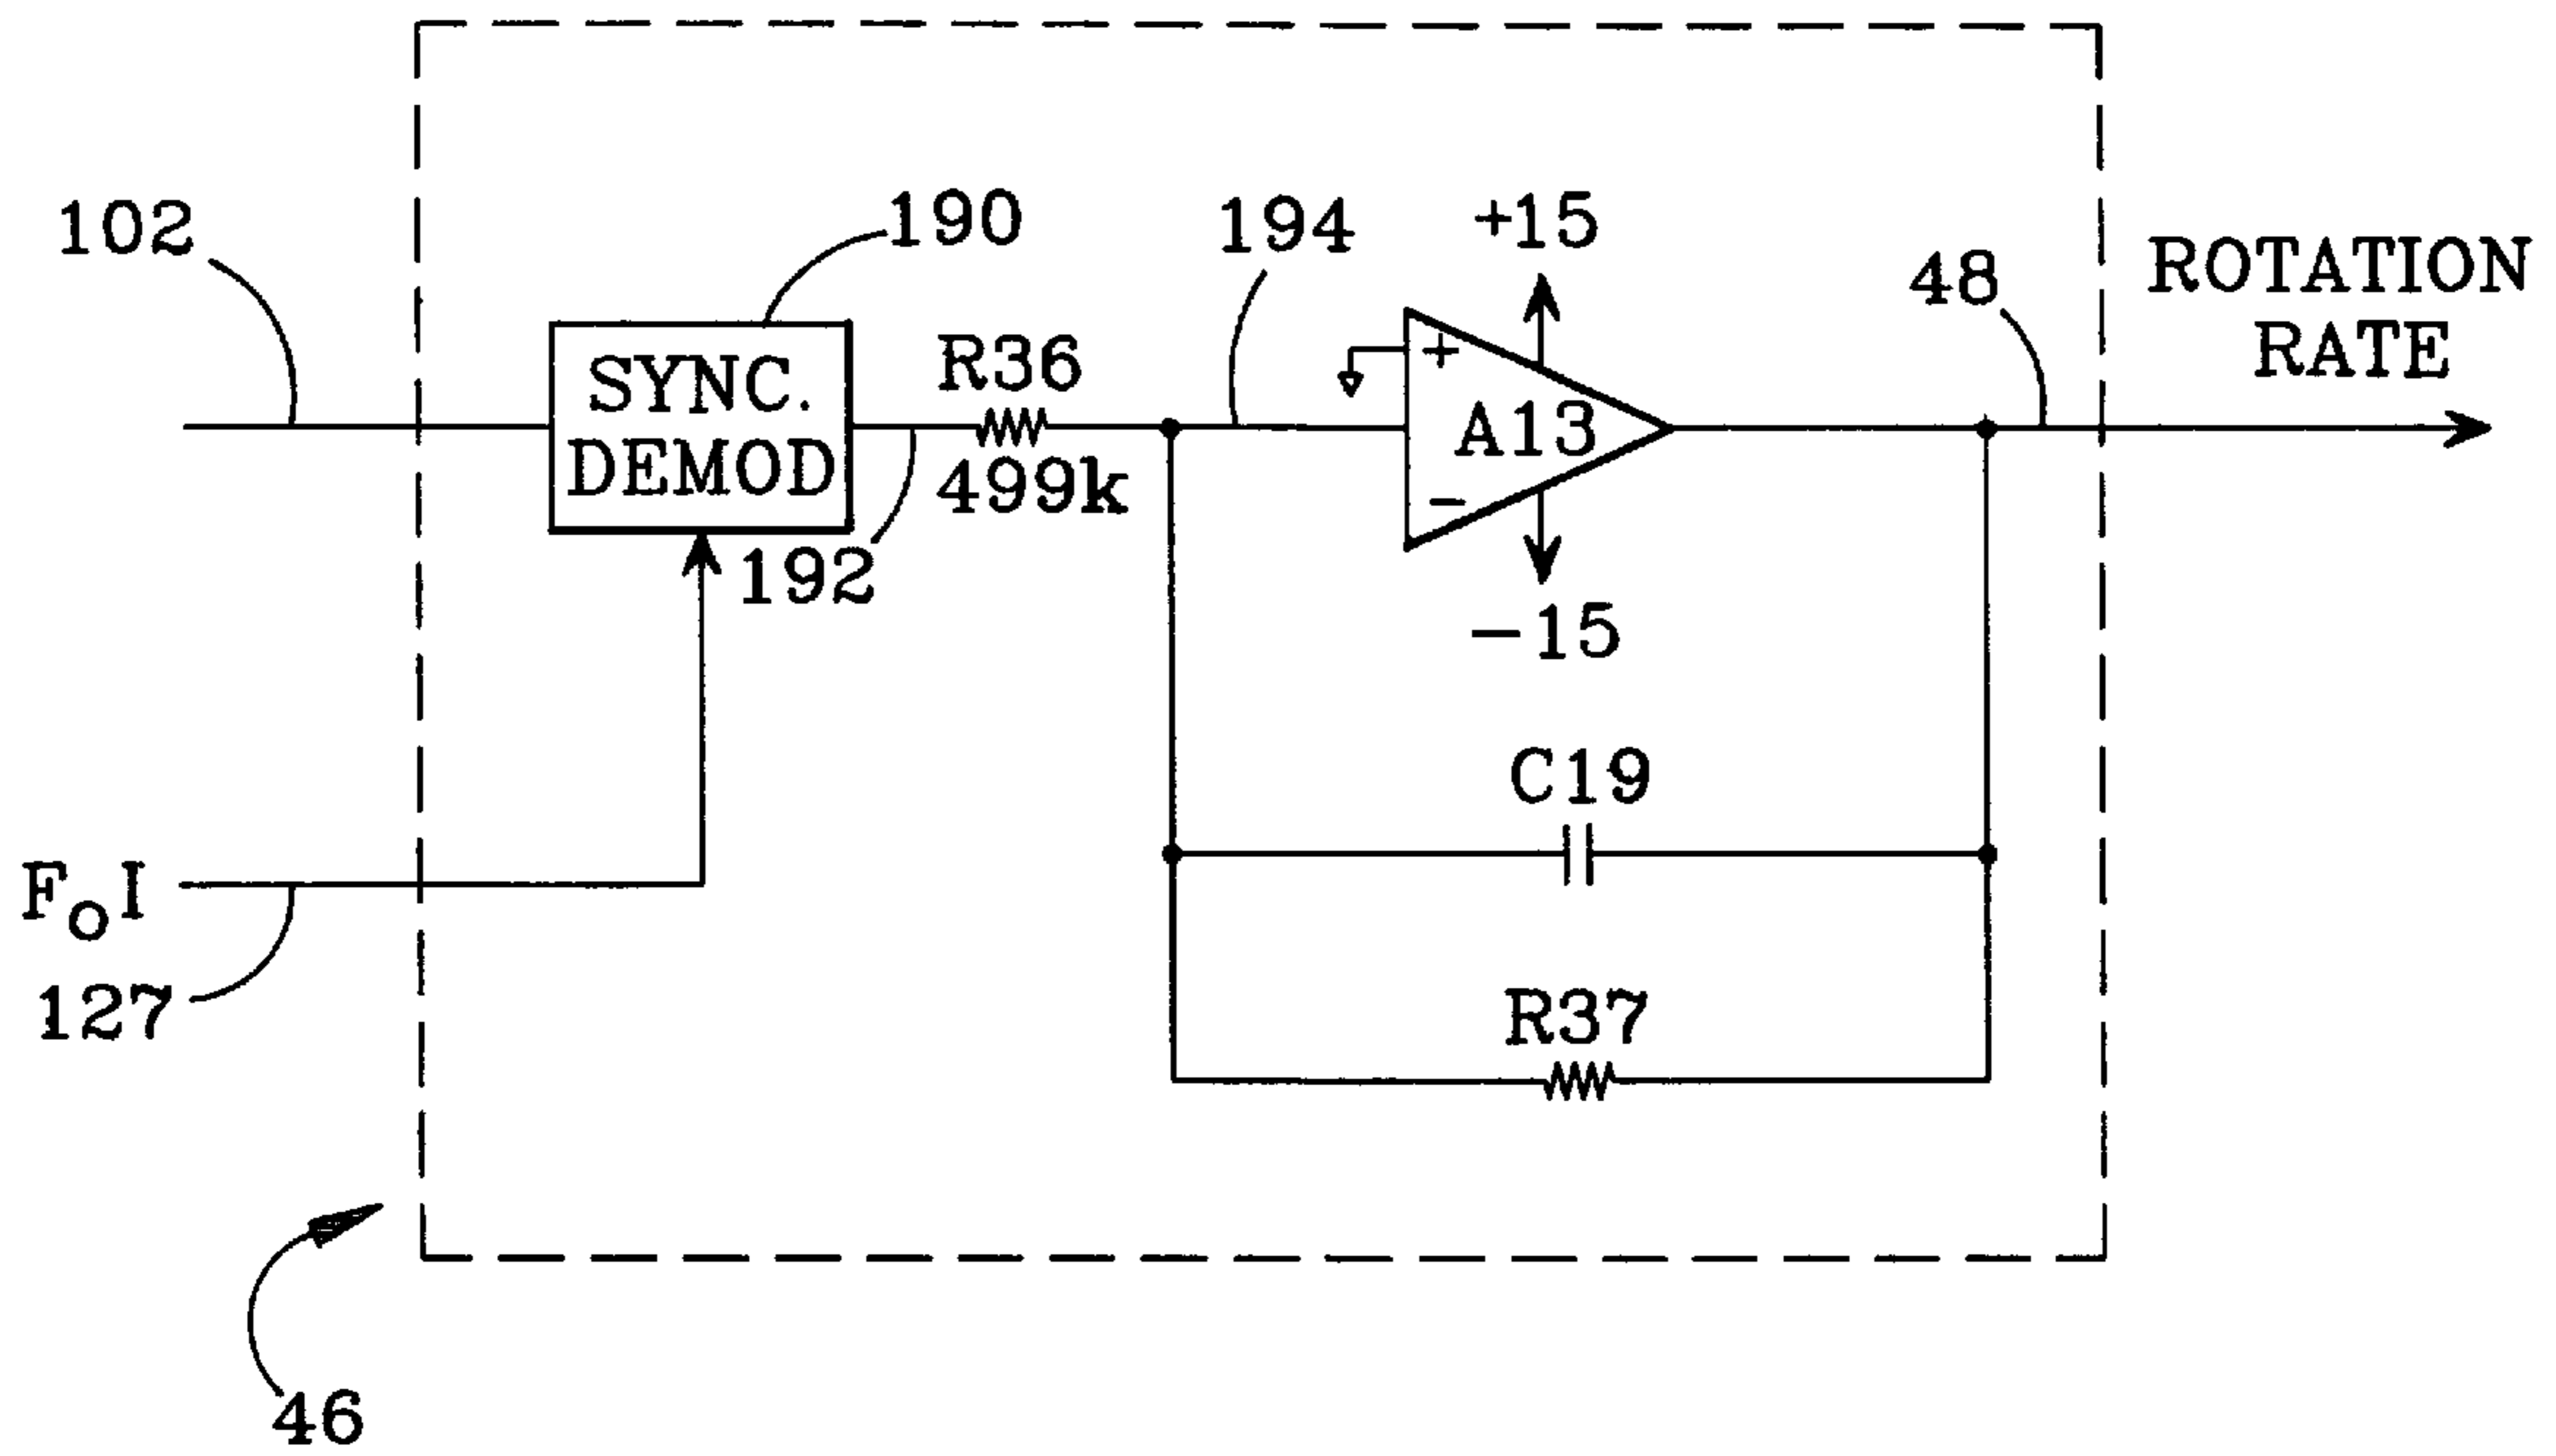 102
190
194
+15
48
ROTATION
RATE
SYNC.
DEMOD
R36
499k
+
A13
−
192
−15
C19
FOI
127
R37
46